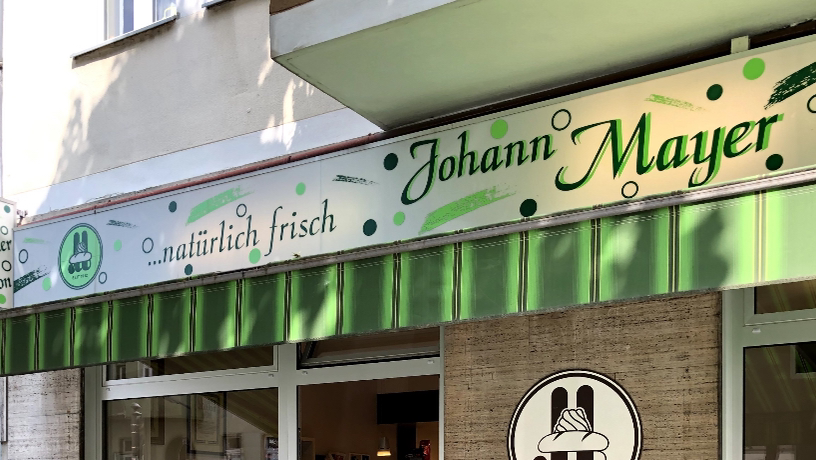 ...natürlich frisch
Johann Mayer